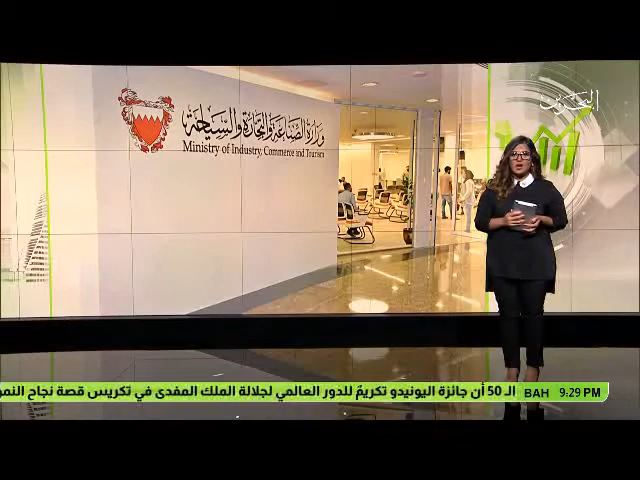 البحرين
وزارة الصناعة والتجارة والسياحة
Ministry of Industry, Commerce and Tourism
الـ 50 أن جائزة اليونيدو تكريمٌ للدور العالمي لجلالة الملك المفدى في تكريس قصة نجاح
BAH 9:29 PM